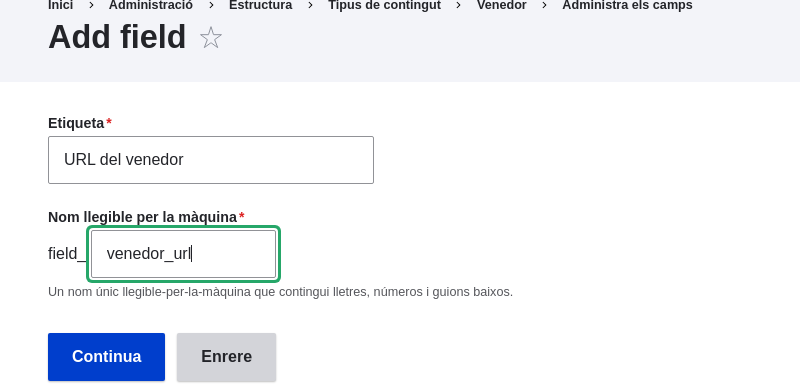 Inici › Administració › Estructura › Tipus de contingut › Venedor › Administra els camps
Add field ☆
Etiqueta*
URL del venedor
Nom llegible per la màquina*
field_ venedor_url
Un nom únic llegible-per-la-màquina que contingui lletres, números i guions baixos.
Continua Enrere